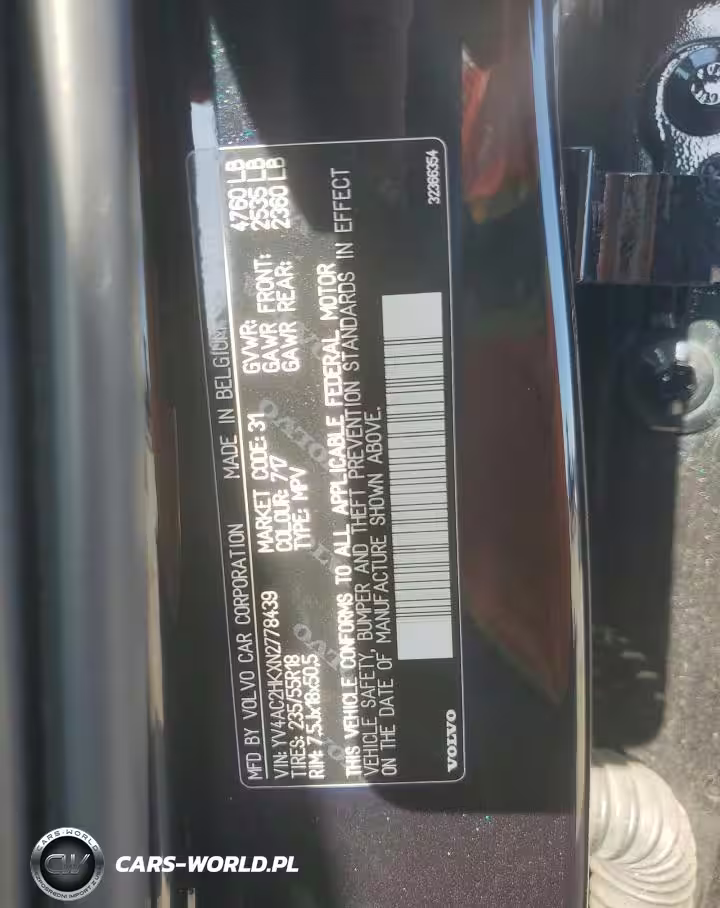 MFD BY VOLVO CAR CORPORATION MADE IN BELGIUM
VIN: YV4AC2HKXN2778439 MARKET CODE: 31 GVWR: 4760 LB
TIRES: 235/55R18 COLOUR: 717 GAWR FRONT: 2535 LB
RIM: 7,5Jx18x50,5 TYPE: MPV GAWR REAR: 2360 LB
THIS VEHICLE CONFORMS TO ALL APPLICABLE FEDERAL MOTOR
VEHICLE SAFETY, BUMPER AND THEFT PREVENTION STANDARDS IN EFFECT
ON THE DATE OF MANUFACTURE SHOWN ABOVE.
VOLVO 32366354
CARS-WORLD
CW
CARS-WORLD.PL